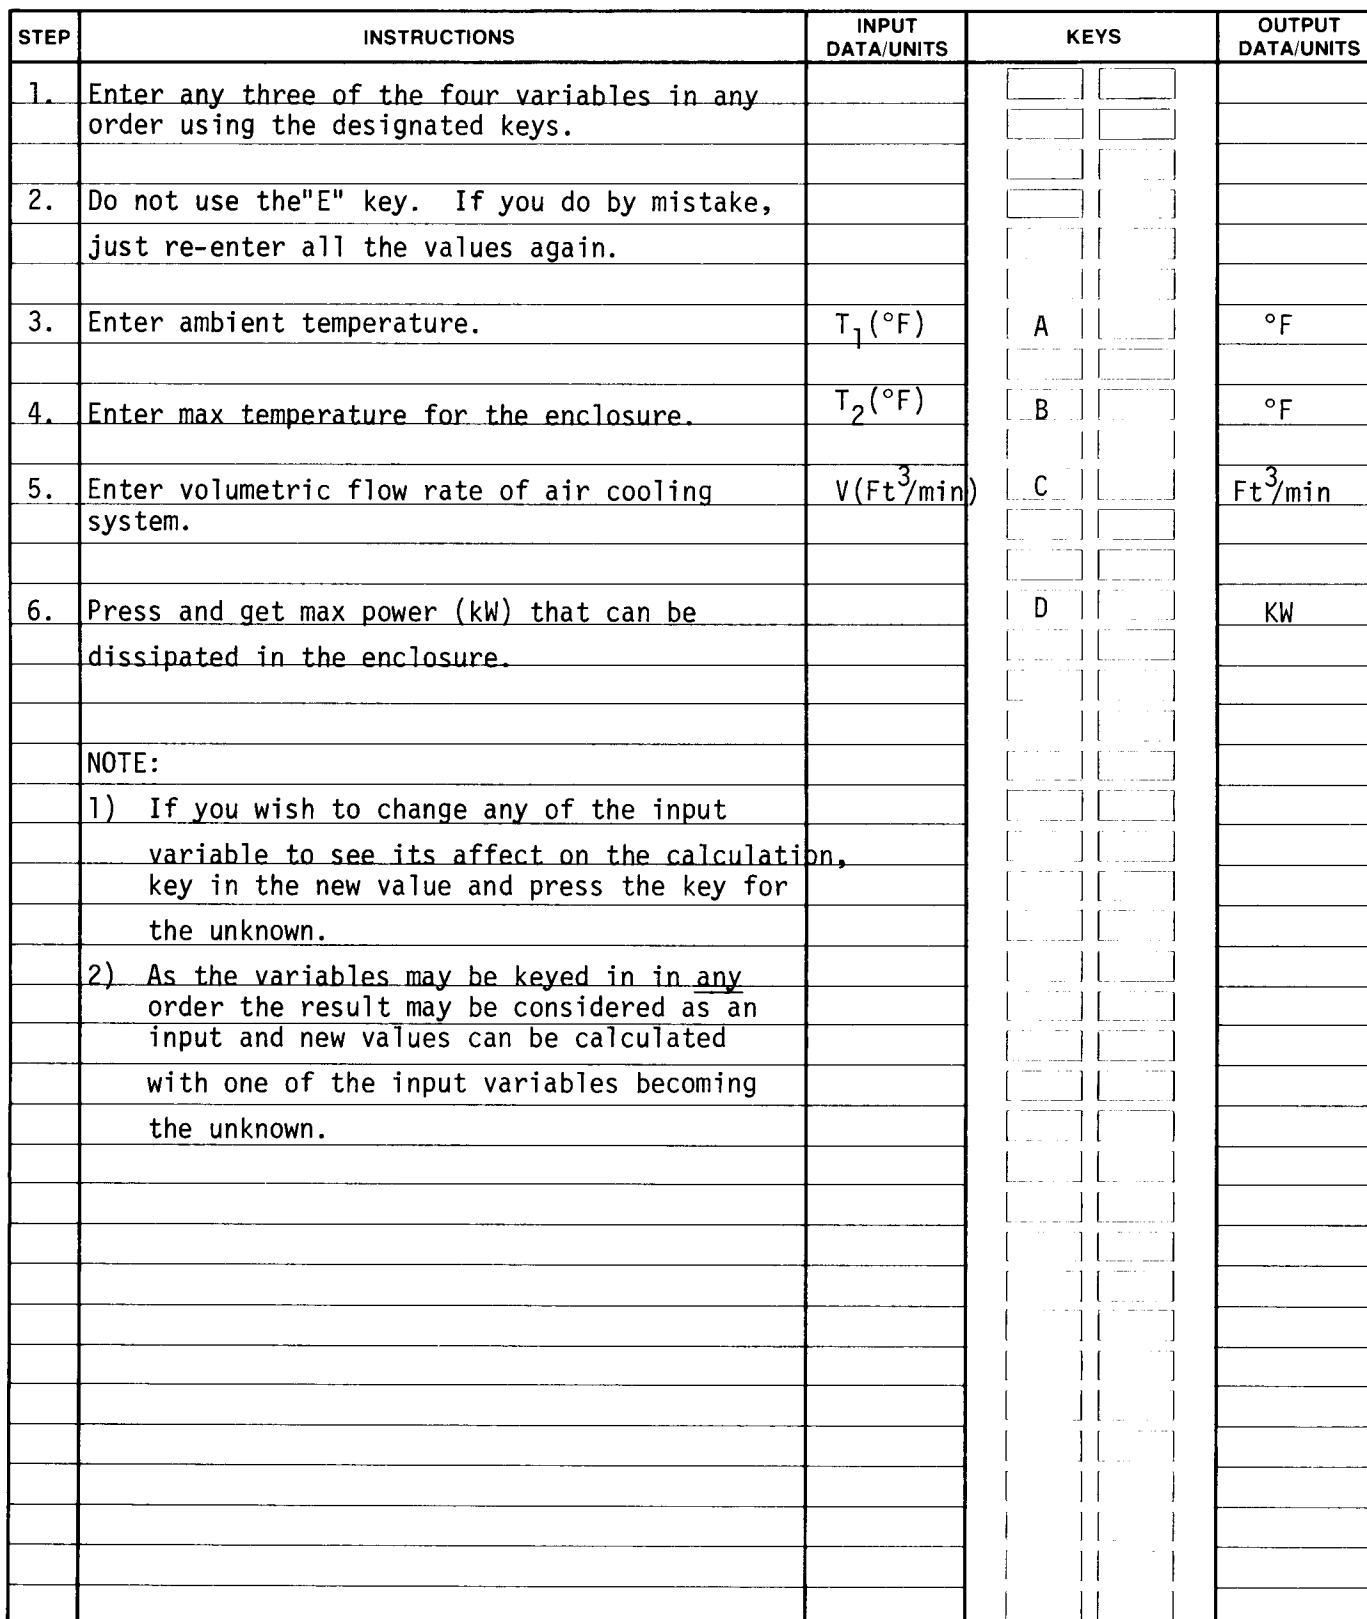 STEP INSTRUCTIONS INPUT DATA/UNITS KEYS OUTPUT DATA/UNITS
1. Enter any three of the four variables in any
order using the designated keys.
2. Do not use the"E" key. If you do by mistake,
just re-enter all the values again.
3. Enter ambient temperature. T1(°F) A °F
4. Enter max temperature for the enclosure. T2(°F) B °F
5. Enter volumetric flow rate of air cooling V(Ft3/min) C Ft3/min
system.
6. Press and get max power (kW) that can be D KW
dissipated in the enclosure.
NOTE:
1) If you wish to change any of the input
variable to see its affect on the calculation,
key in the new value and press the key for
the unknown.
2) As the variables may be keyed in in any
order the result may be considered as an
input and new values can be calculated
with one of the input variables becoming
the unknown.